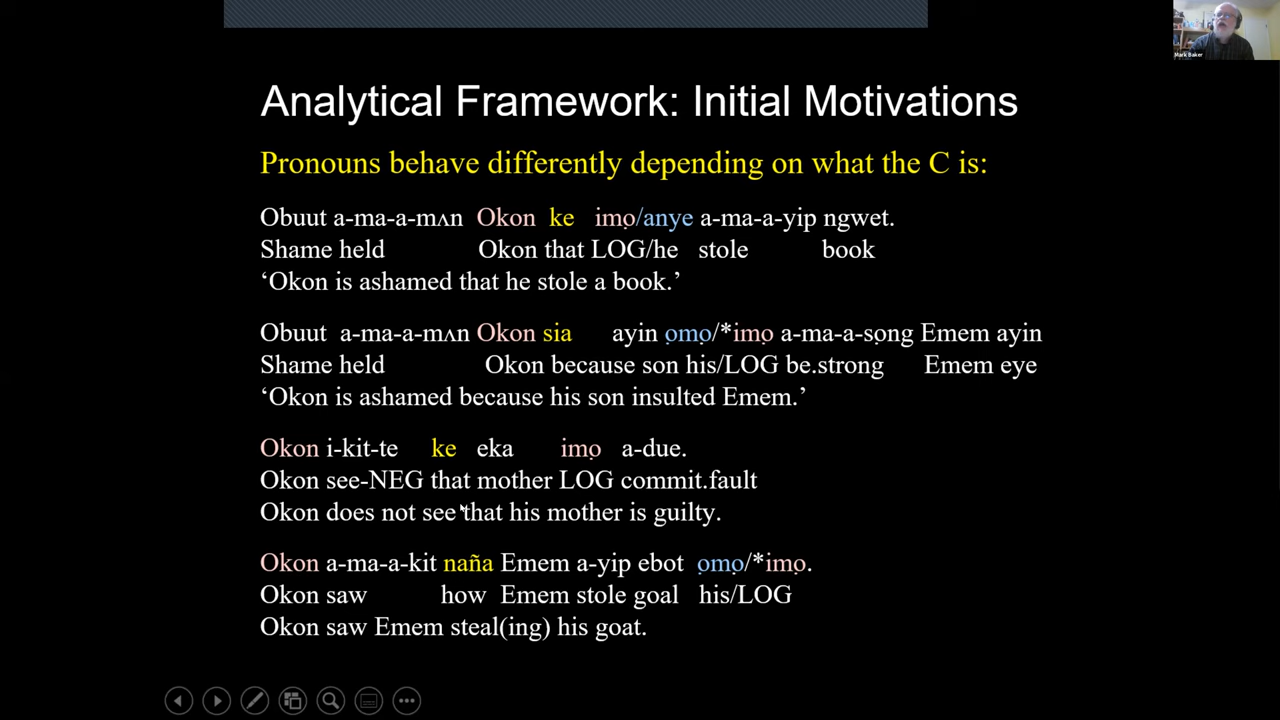 Mark Baker
Analytical Framework: Initial Motivations
Pronouns behave differently depending on what the C is:
Obuut a-ma-a-mʌn Okon ke imọ/anye a-ma-a-yip ngwet.
Shame held Okon that LOG/he stole book
‘Okon is ashamed that he stole a book.’
Obuut a-ma-a-mʌn Okon sia ayin ọmọ/*imọ a-ma-a-sọng Emem ayin
Shame held Okon because son his/LOG be.strong Emem eye
‘Okon is ashamed because his son insulted Emem.’
Okon i-kit-te ke eka imọ a-due.
Okon see-NEG that mother LOG commit.fault
Okon does not see that his mother is guilty.
Okon a-ma-a-kit naña Emem a-yip ebot ọmọ/*imọ.
Okon saw how Emem stole goal his/LOG
Okon saw Emem steal(ing) his goat.